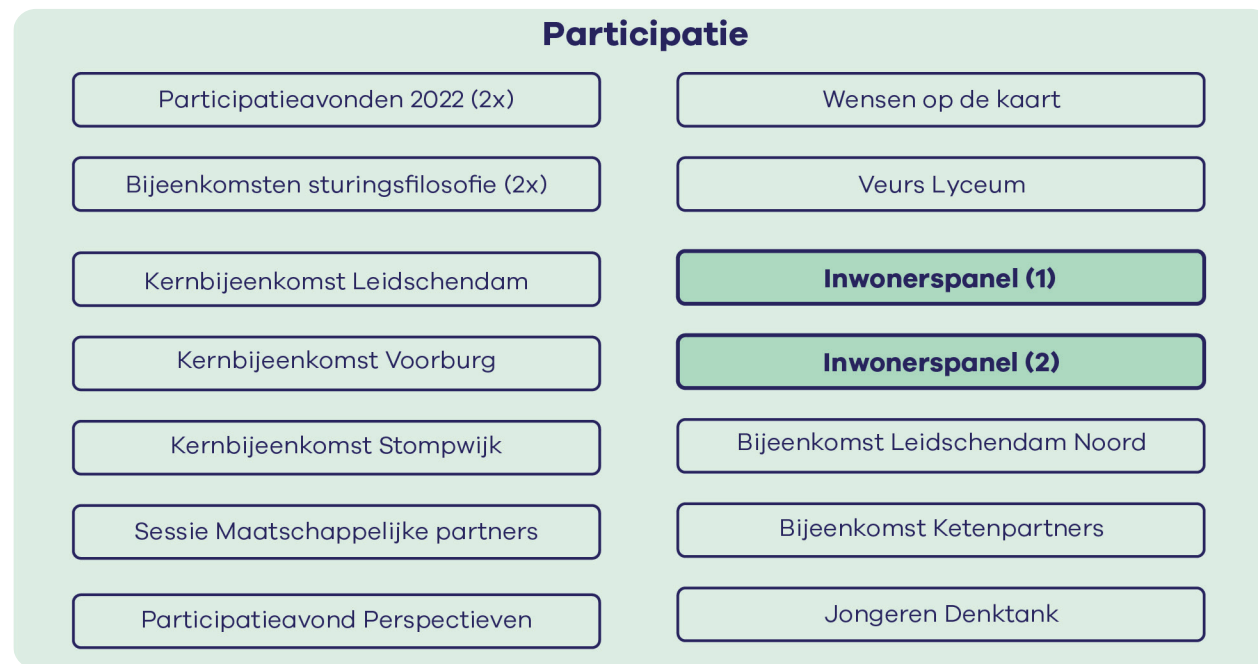 Participatie
Participatieavonden 2022 (2x)
Bijeenkomsten sturingsfilosofie (2x)
Kernbijeenkomst Leidschendam
Kernbijeenkomst Voorburg
Kernbijeenkomst Stompwijk
Sessie Maatschappelijke partners
Participatieavond Perspectieven
Wensen op de kaart
Veurs Lyceum
Inwonerspanel (1)
Inwonerspanel (2)
Bijeenkomst Leidschendam Noord
Bijeenkomst Ketenpartners
Jongeren Denktank